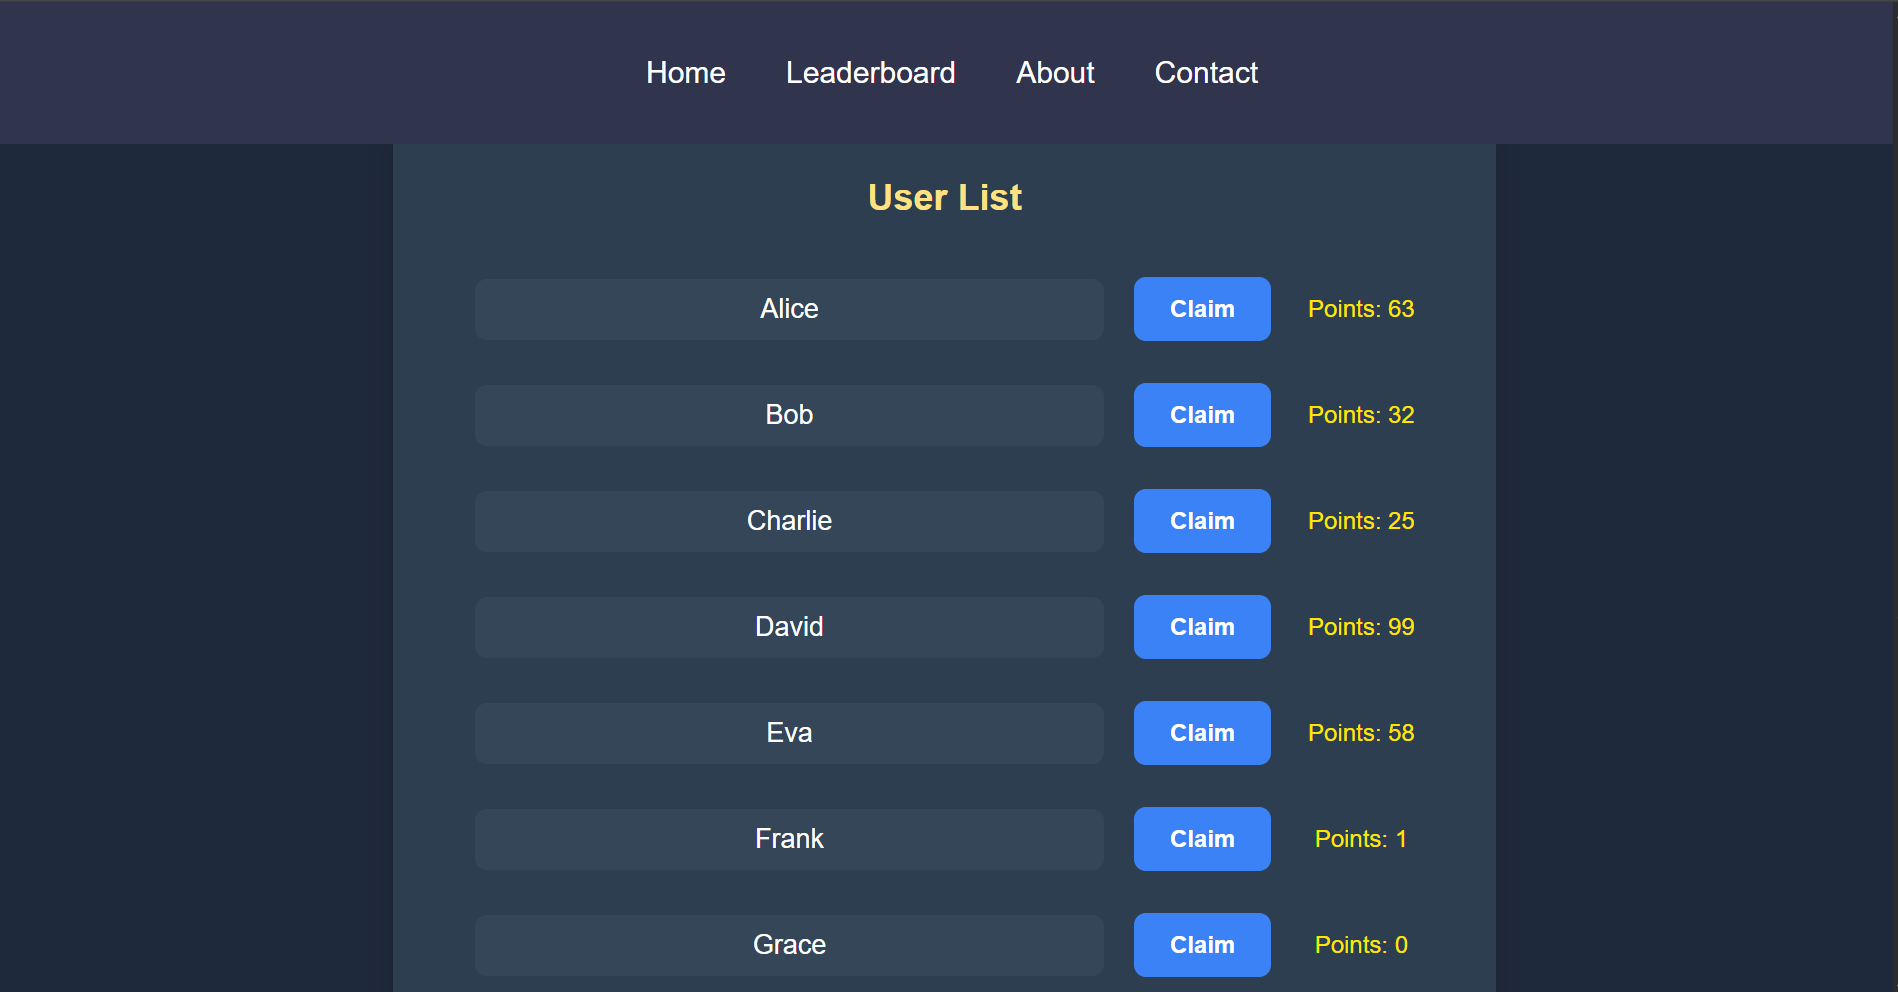 Home Leaderboard About Contact
User List
Alice Claim Points: 63
Bob Claim Points: 32
Charlie Claim Points: 25
David Claim Points: 99
Eva Claim Points: 58
Frank Claim Points: 1
Grace Claim Points: 0